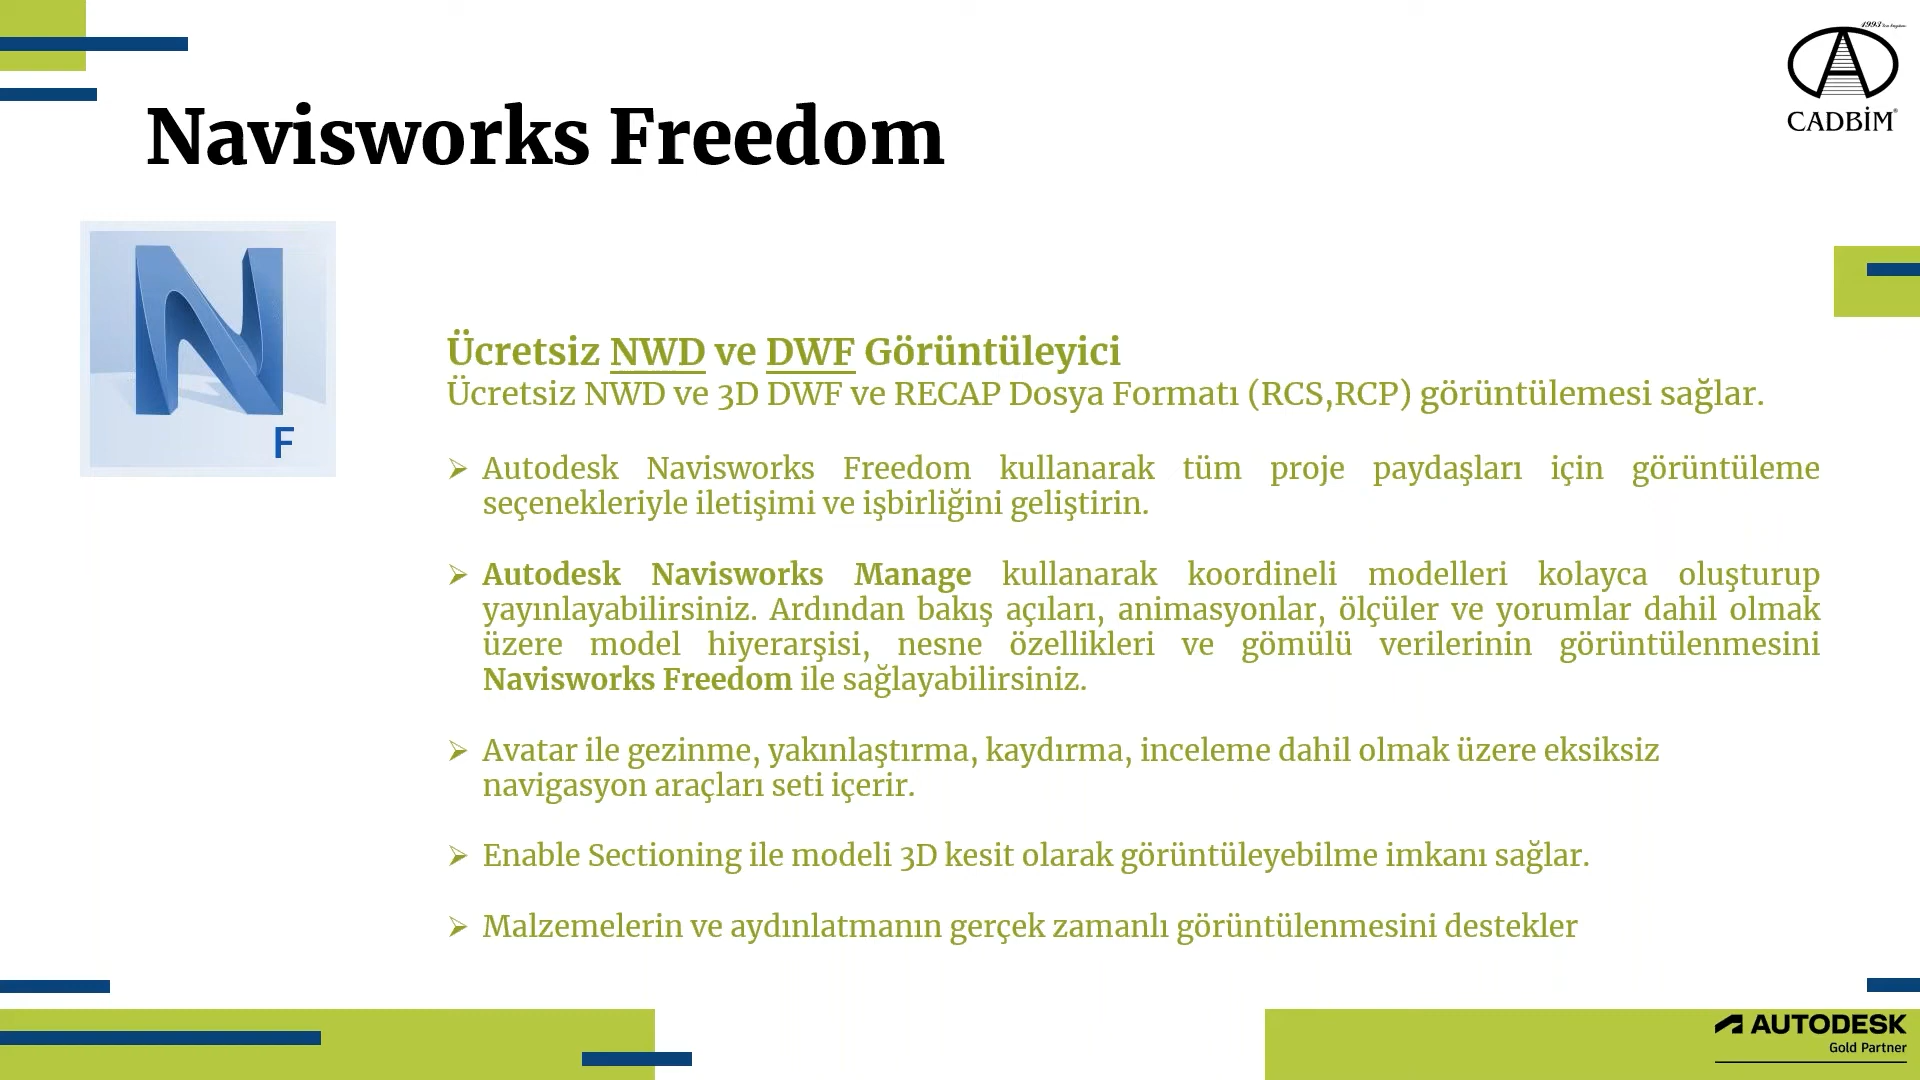 1993
CADBİM
Navisworks Freedom
F
Ücretsiz NWD ve DWF Görüntüleyici
Ücretsiz NWD ve 3D DWF ve RECAP Dosya Formatı (RCS,RCP) görüntülemesi sağlar.
➢ Autodesk Navisworks Freedom kullanarak tüm proje paydaşları için görüntüleme
seçenekleriyle iletişimi ve işbirliğini geliştirin.
➢ Autodesk Navisworks Manage kullanarak koordineli modelleri kolayca oluşturup
yayınlayabilirsiniz. Ardından bakış açıları, animasyonlar, ölçüler ve yorumlar dahil olmak
üzere model hiyerarşisi, nesne özellikleri ve gömülü verilerinin görüntülenmesini
Navisworks Freedom ile sağlayabilirsiniz.
➢ Avatar ile gezinme, yakınlaştırma, kaydırma, inceleme dahil olmak üzere eksiksiz
navigasyon araçları seti içerir.
➢ Enable Sectioning ile modeli 3D kesit olarak görüntüleyebilme imkanı sağlar.
➢ Malzemelerin ve aydınlatmanın gerçek zamanlı görüntülenmesini destekler
AUTODESK
Gold Partner